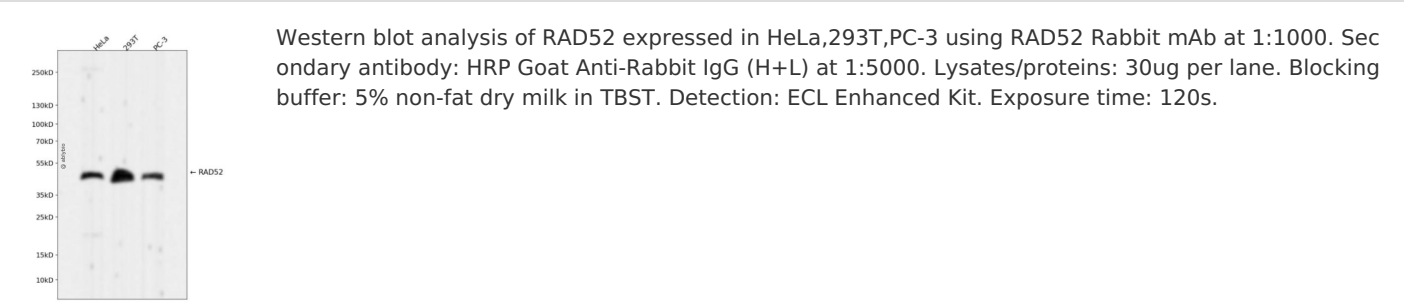 HeLa
293T
PC-3
Western blot analysis of RAD52 expressed in HeLa,293T,PC-3 using RAD52 Rabbit mAb at 1:1000. Sec
ondary antibody: HRP Goat Anti-Rabbit IgG (H+L) at 1:5000. Lysates/proteins: 30ug per lane. Blocking
buffer: 5% non-fat dry milk in TBST. Detection: ECL Enhanced Kit. Exposure time: 120s.
250kD
130kD
100kD
70kD
55kD
← RAD52
35kD
25kD
15kD
10kD